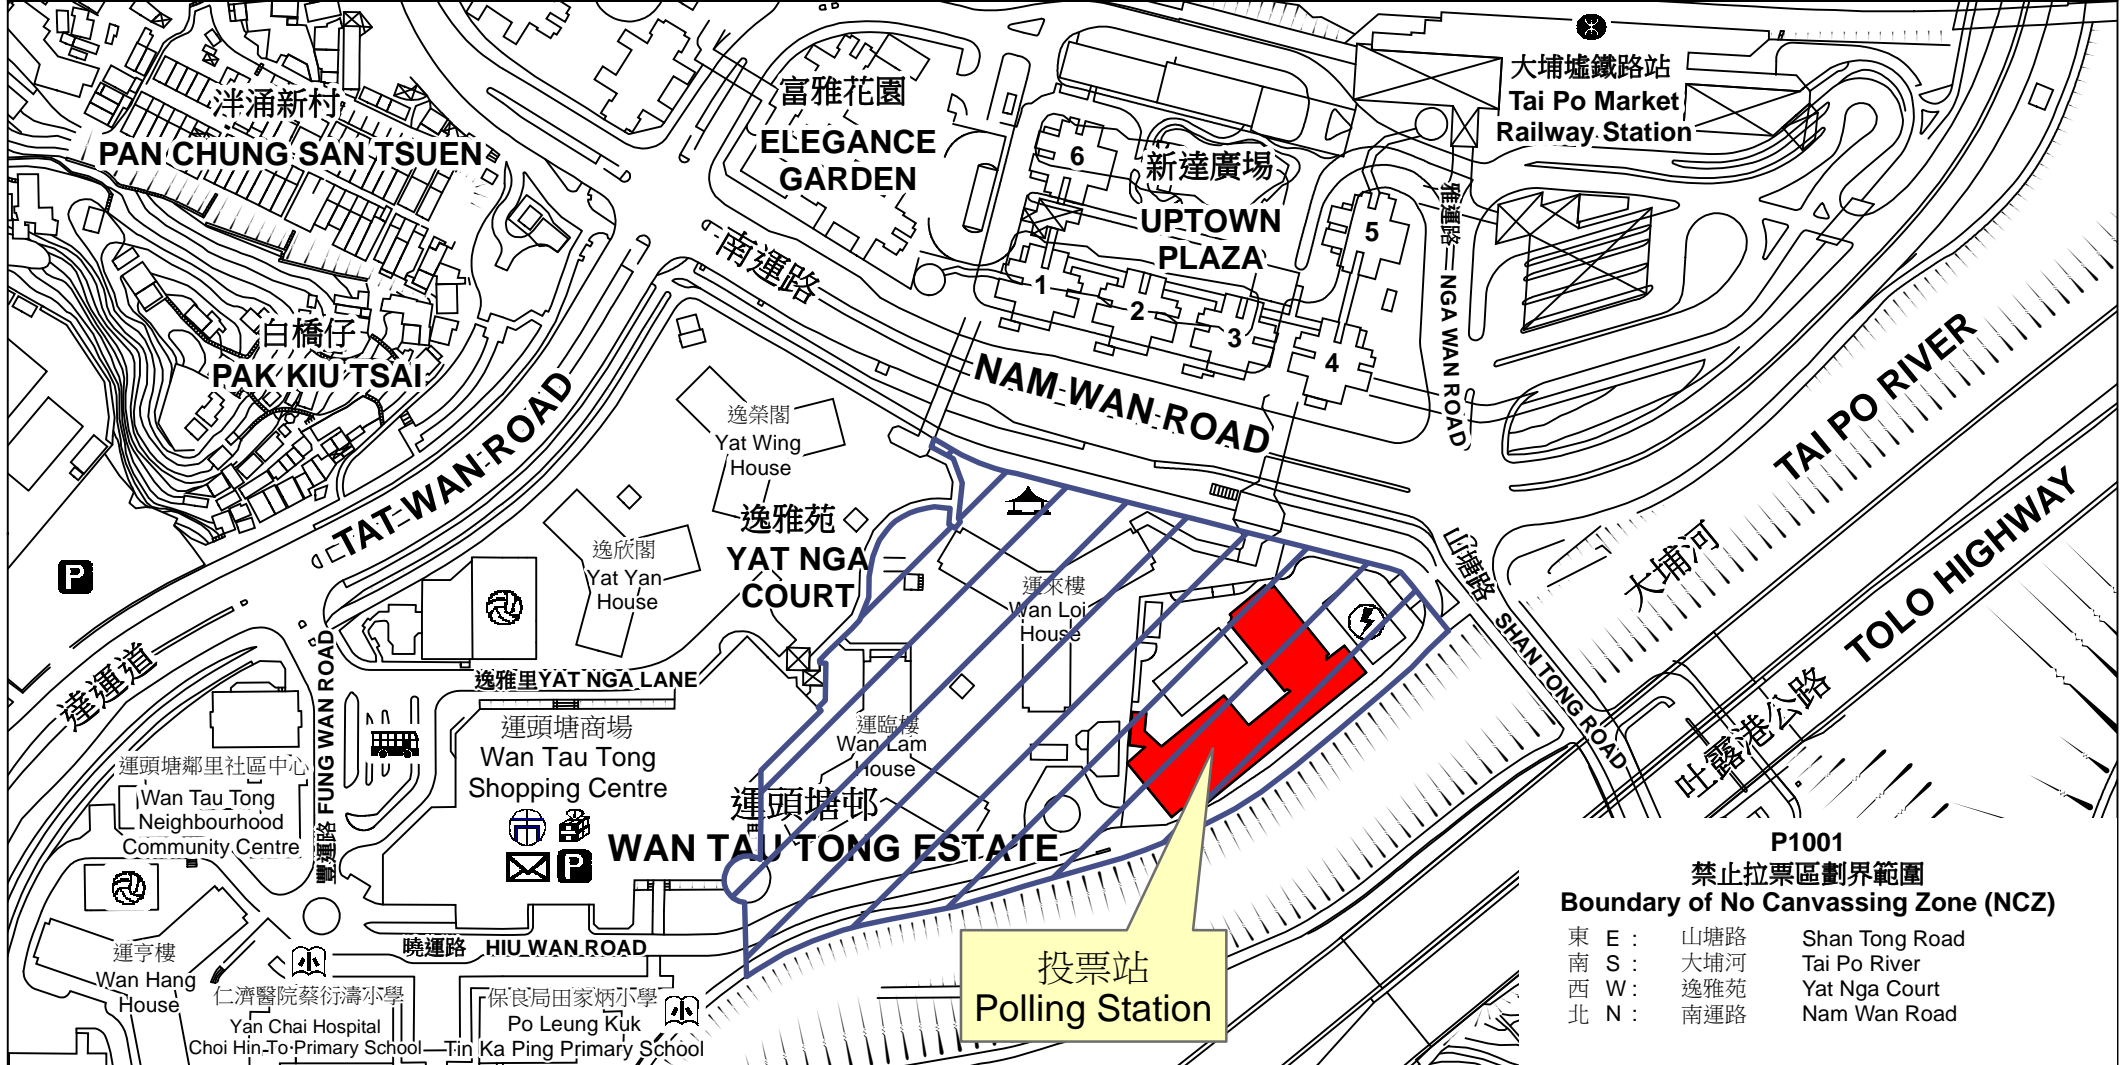 大埔墟鐵路站
Tai Po Market
Railway Station
泮涌新村
PAN CHUNG SAN TSUEN
富雅花園
ELEGANCE
GARDEN
6
新達廣場
UPTOWN
PLAZA
5
1
2
3
4
雅運路 NGA WAN ROAD
南運路
NAM WAN ROAD
白橋仔
PAK KIU TSAI
TAT WAN ROAD
達運道
TAI PO RIVER
大埔河
TOLO HIGHWAY
吐露港公路
山塘路 SHAN TONG ROAD
逸榮閣
Yat Wing
House
逸雅苑
YAT NGA
COURT
逸欣閣
Yat Yan
House
運來樓
Wan Loi
House
P
逸雅里 YAT NGA LANE
豐運路 FUNG WAN ROAD
運頭塘商場
Wan Tau Tong
Shopping Centre
運臨樓
Wan Lam
House
運頭塘邨
WAN TAU TONG ESTATE
P
運頭塘鄰里社區中心
Wan Tau Tong
Neighbourhood
Community Centre
曉運路 HIU WAN ROAD
運亨樓
Wan Hang
House
小
仁濟醫院蔡衍濤小學
Yan Chai Hospital
Choi Hin To Primary School
保良局田家炳小學
Po Leung Kuk
Tin Ka Ping Primary School
小
投票站
Polling Station
P1001
禁止拉票區劃界範圍
Boundary of No Canvassing Zone (NCZ)
東 E : 山塘路 Shan Tong Road
南 S : 大埔河 Tai Po River
西 W : 逸雅苑 Yat Nga Court
北 N : 南運路 Nam Wan Road